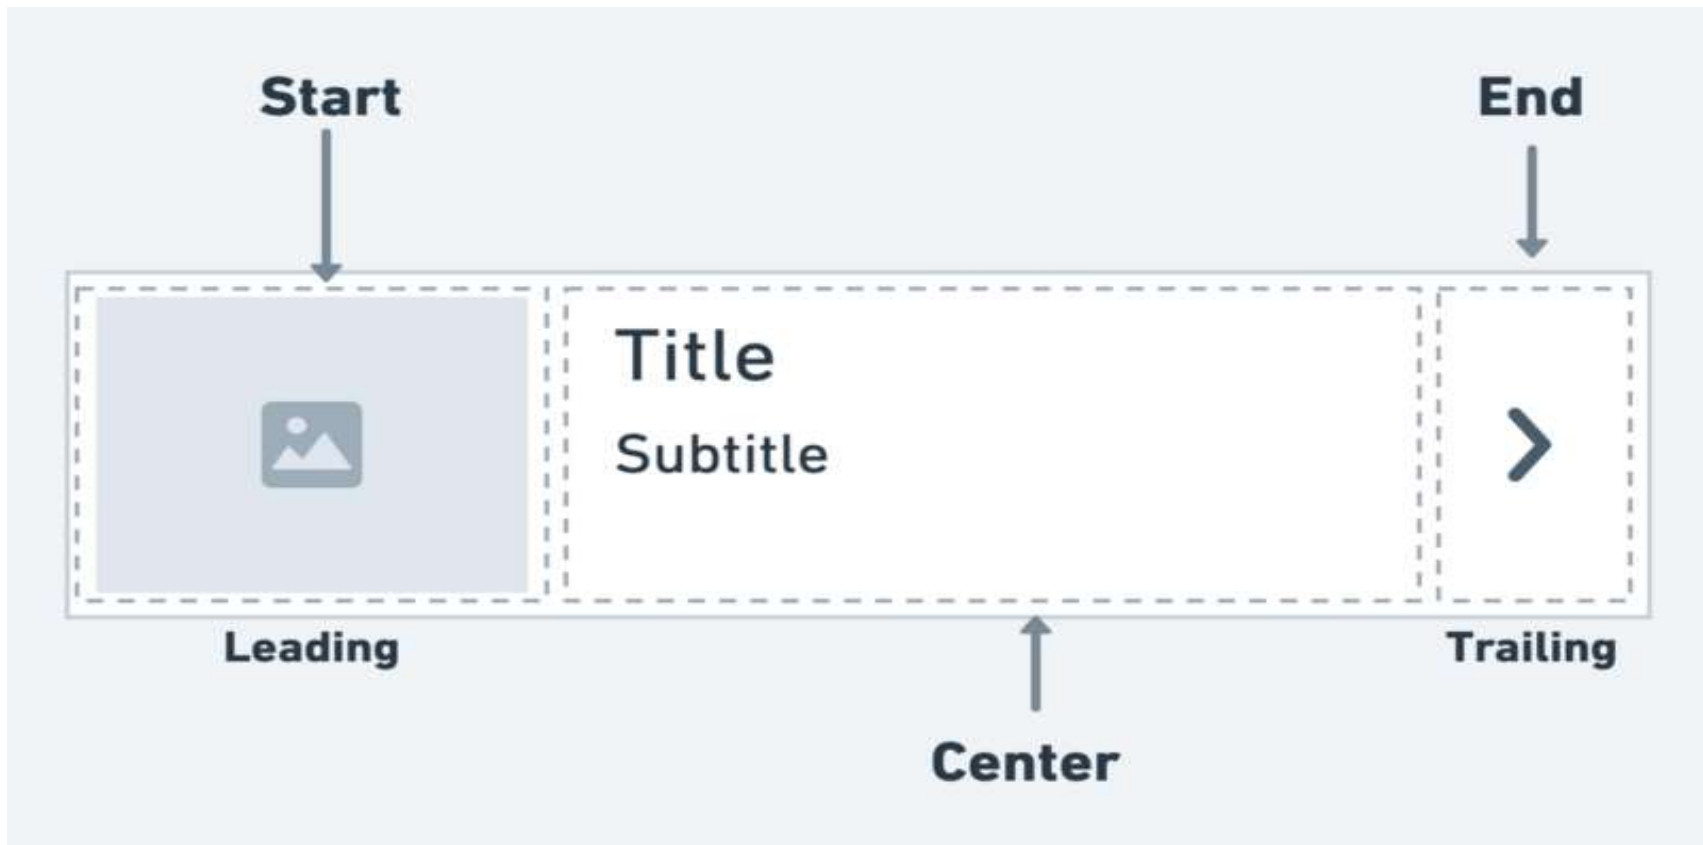 Start
End
Title
Subtitle
Leading
Trailing
Center